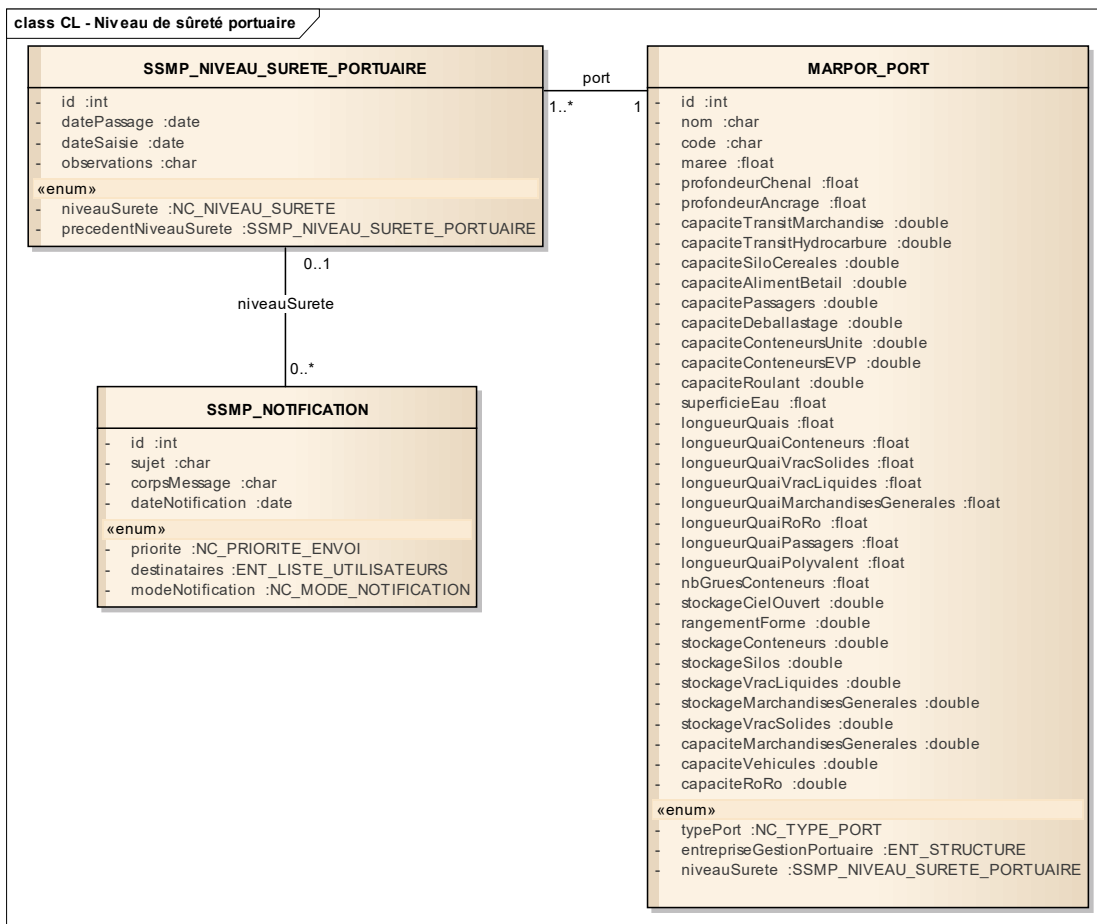 class CL - Niveau de sûreté portuaire
SSMP_NIVEAU_SURETE_PORTUAIRE
- id :int
- datePassage :date
- dateSaisie :date
- observations :char
«enum»
- niveauSurete :NC_NIVEAU_SURETE
- precedentNiveauSurete :SSMP_NIVEAU_SURETE_PORTUAIRE
port
1..*
1
0..1
niveauSurete
0..*
SSMP_NOTIFICATION
- id :int
- sujet :char
- corpsMessage :char
- dateNotification :date
«enum»
- priorite :NC_PRIORITE_ENVOI
- destinataires :ENT_LISTE_UTILISATEURS
- modeNotification :NC_MODE_NOTIFICATION
MARPOR_PORT
- id :int
- nom :char
- code :char
- maree :float
- profondeurChenal :float
- profondeurAncrage :float
- capaciteTransitMarchandise :double
- capaciteTransitHydrocarbure :double
- capaciteSiloCereales :double
- capaciteAlimentBetail :double
- capacitePassagers :double
- capaciteDeballastage :double
- capaciteConteneursUnite :double
- capaciteConteneursEVP :double
- capaciteRoulant :double
- superficieEau :float
- longueurQuais :float
- longueurQuaiConteneurs :float
- longueurQuaiVracSolides :float
- longueurQuaiVracLiquides :float
- longueurQuaiMarchandisesGenerales :float
- longueurQuaiRoRo :float
- longueurQuaiPassagers :float
- longueurQuaiPolyvalent :float
- nbGruesConteneurs :float
- stockageCielOuvert :double
- rangementForme :double
- stockageConteneurs :double
- stockageSilos :double
- stockageVracLiquides :double
- stockageMarchandisesGenerales :double
- stockageVracSolides :double
- capaciteMarchandisesGenerales :double
- capaciteVehicules :double
- capaciteRoRo :double
«enum»
- typePort :NC_TYPE_PORT
- entrepriseGestionPortuaire :ENT_STRUCTURE
- niveauSurete :SSMP_NIVEAU_SURETE_PORTUAIRE